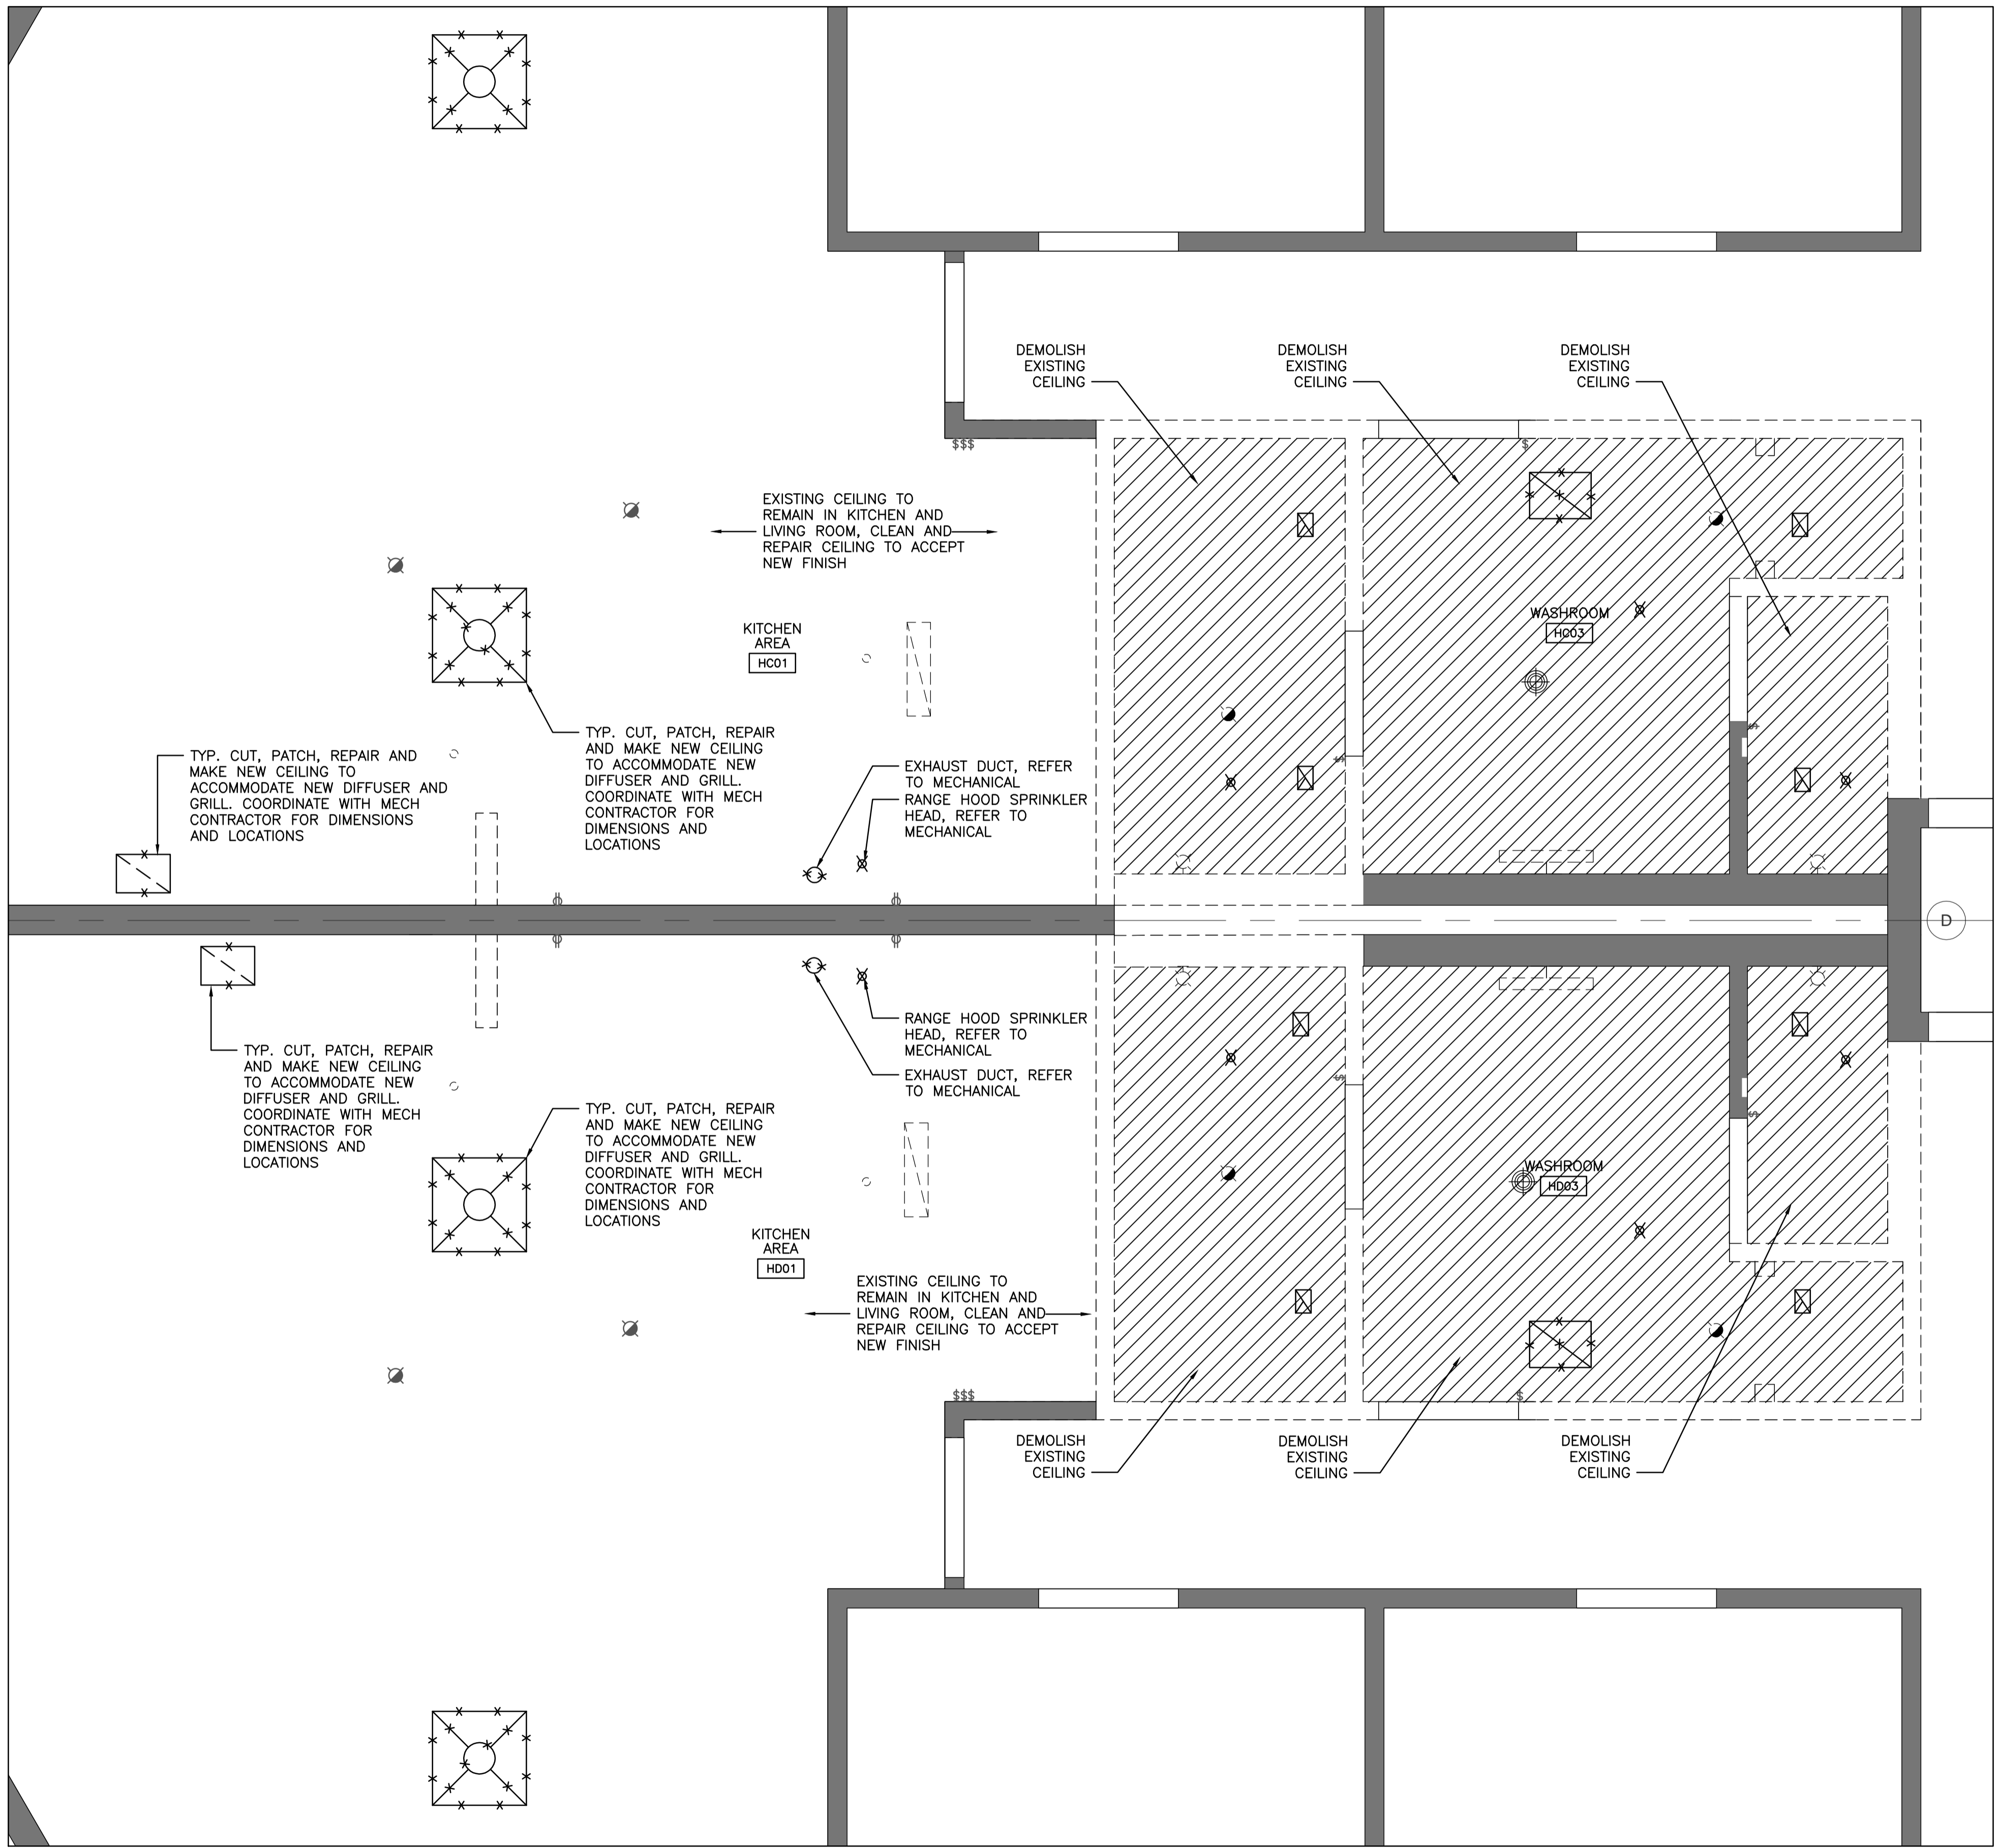 DEMOLISH
EXISTING
CEILING
DEMOLISH
EXISTING
CEILING
DEMOLISH
EXISTING
CEILING
$$$
$
EXISTING CEILING TO
REMAIN IN KITCHEN AND
LIVING ROOM, CLEAN AND
REPAIR CEILING TO ACCEPT
NEW FINISH
KITCHEN
AREA
HC01
WASHROOM
HC03
$
$
TYP. CUT, PATCH, REPAIR AND
MAKE NEW CEILING TO
ACCOMMODATE NEW DIFFUSER AND
GRILL. COORDINATE WITH MECH
CONTRACTOR FOR DIMENSIONS
AND LOCATIONS
TYP. CUT, PATCH, REPAIR
AND MAKE NEW CEILING
TO ACCOMMODATE NEW
DIFFUSER AND GRILL.
COORDINATE WITH MECH
CONTRACTOR FOR
DIMENSIONS AND
LOCATIONS
EXHAUST DUCT, REFER
TO MECHANICAL
RANGE HOOD SPRINKLER
HEAD, REFER TO
MECHANICAL
D
RANGE HOOD SPRINKLER
HEAD, REFER TO
MECHANICAL
EXHAUST DUCT, REFER
TO MECHANICAL
TYP. CUT, PATCH, REPAIR
AND MAKE NEW CEILING
TO ACCOMMODATE NEW
DIFFUSER AND GRILL.
COORDINATE WITH MECH
CONTRACTOR FOR
DIMENSIONS AND
LOCATIONS
TYP. CUT, PATCH, REPAIR
AND MAKE NEW CEILING
TO ACCOMMODATE NEW
DIFFUSER AND GRILL.
COORDINATE WITH MECH
CONTRACTOR FOR
DIMENSIONS AND
LOCATIONS
$
$
WASHROOM
HD03
KITCHEN
AREA
HD01
EXISTING CEILING TO
REMAIN IN KITCHEN AND
LIVING ROOM, CLEAN AND
REPAIR CEILING TO ACCEPT
NEW FINISH
$$$
$
DEMOLISH
EXISTING
CEILING
DEMOLISH
EXISTING
CEILING
DEMOLISH
EXISTING
CEILING